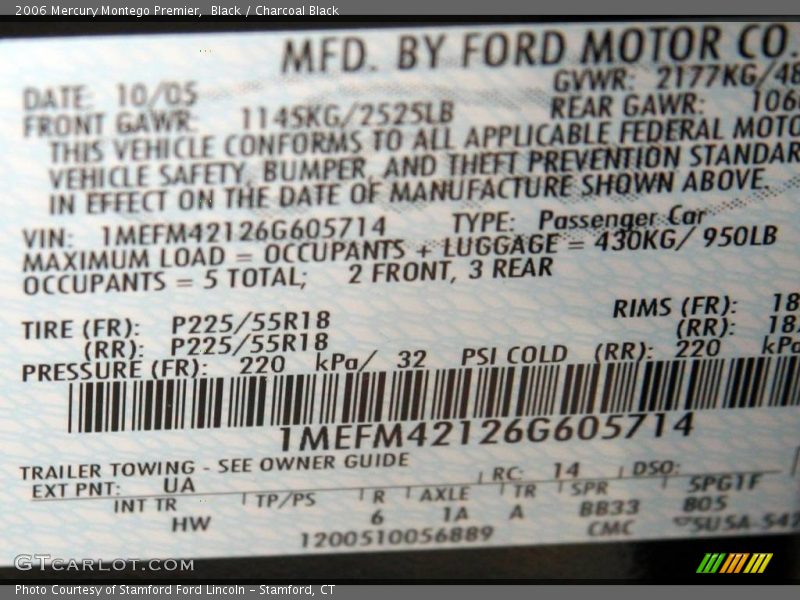 2006 Mercury Montego Premier,  Black / Charcoal Black
MFD. BY FORD MOTOR CO.
DATE: 10/05 GVWR: 2177KG/48
FRONT GAWR: 1145KG/2525LB REAR GAWR: 106
THIS VEHICLE CONFORMS TO ALL APPLICABLE FEDERAL MOTO
VEHICLE SAFETY, BUMPER, AND THEFT PREVENTION STANDAR
IN EFFECT ON THE DATE OF MANUFACTURE SHOWN ABOVE.
VIN: 1MEFM42126G605714 TYPE: Passenger Car
MAXIMUM LOAD = OCCUPANTS + LUGGAGE = 430KG/ 950LB
OCCUPANTS = 5 TOTAL; 2 FRONT, 3 REAR
TIRE (FR): P225/55R18 RIMS (FR): 18
(RR): P225/55R18 (RR): 18
PRESSURE (FR): 220 kPa/ 32 PSI COLD (RR): 220 kPa
1MEFM42126G605714
TRAILER TOWING - SEE OWNER GUIDE
EXT PNT: UA RC: 14 DSO:
INT TR TP/PS R AXLE TR SPR SPGTF
HW 6 1A A BB33 B05
1200510056889 CMC
GTCARLOT.COM
Photo Courtesy of Stamford Ford Lincoln - Stamford, CT